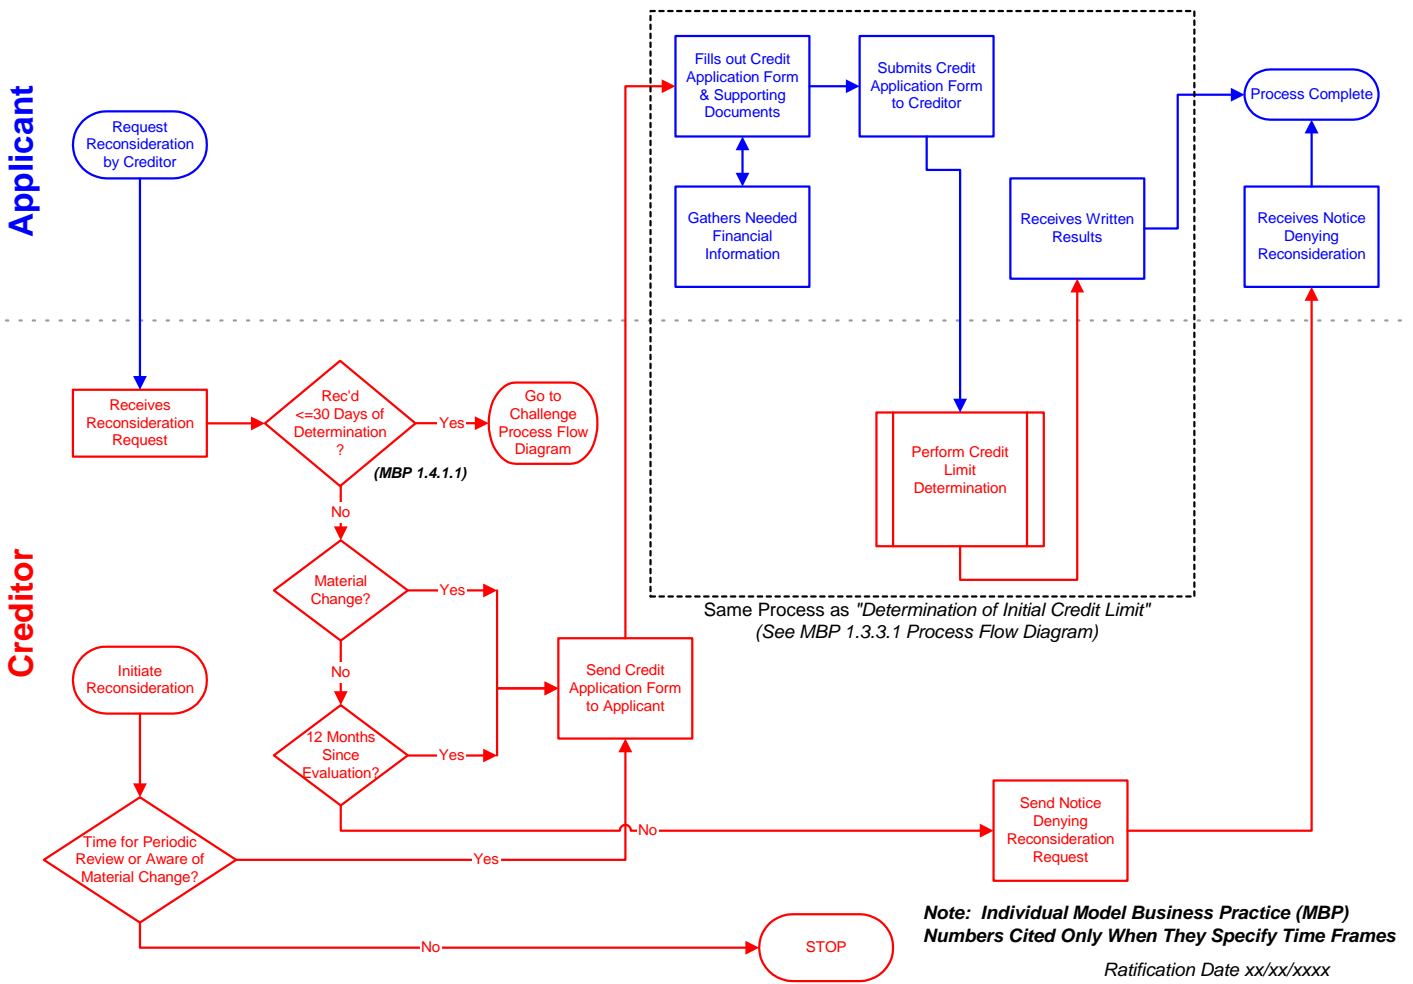 Applicant
Request
Reconsideration
by Creditor
Fills out Credit
Application Form
& Supporting
Documents
Submits Credit
Application Form
to Creditor
Process Complete
Gathers Needed
Financial
Information
Receives Written
Results
Receives Notice
Denying
Reconsideration
Creditor
Receives
Reconsideration
Request
Rec'd
<=30 Days of
Determination
?
(MBP 1.4.1.1)
Yes
Go to
Challenge
Process Flow
Diagram
Perform Credit
Limit
Determination
No
Material
Change?
Yes
Same Process as "Determination of Initial Credit Limit"
(See MBP 1.3.3.1 Process Flow Diagram)
No
Initiate
Reconsideration
Send Credit
Application Form
to Applicant
12 Months
Since
Evaluation?
Yes
No
Send Notice
Denying
Reconsideration
Request
Time for Periodic
Review or Aware of
Material Change?
Yes
No
STOP
Note:  Individual Model Business Practice (MBP)
Numbers Cited Only When They Specify Time Frames
Ratification Date xx/xx/xxxx